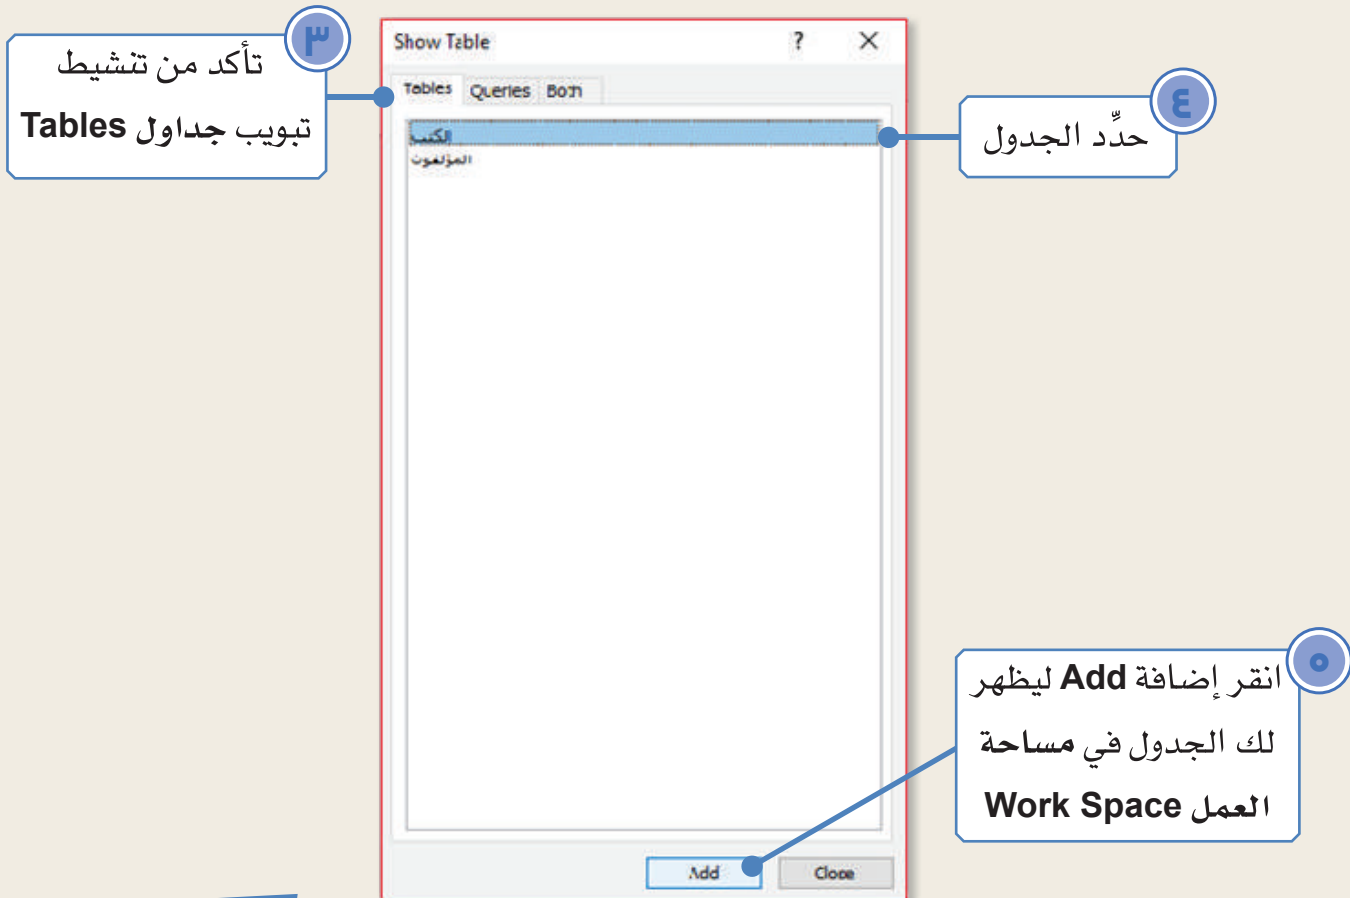 ٣
تأكد من تنشيط
تبويب جداول Tables
Show Table ? ×
Tables Queries Both
الكتب
المؤلفون
٤
حدِّد الجدول
٥
انقر إضافة Add ليظهر
لك الجدول في مساحة
العمل Work Space
Add Close